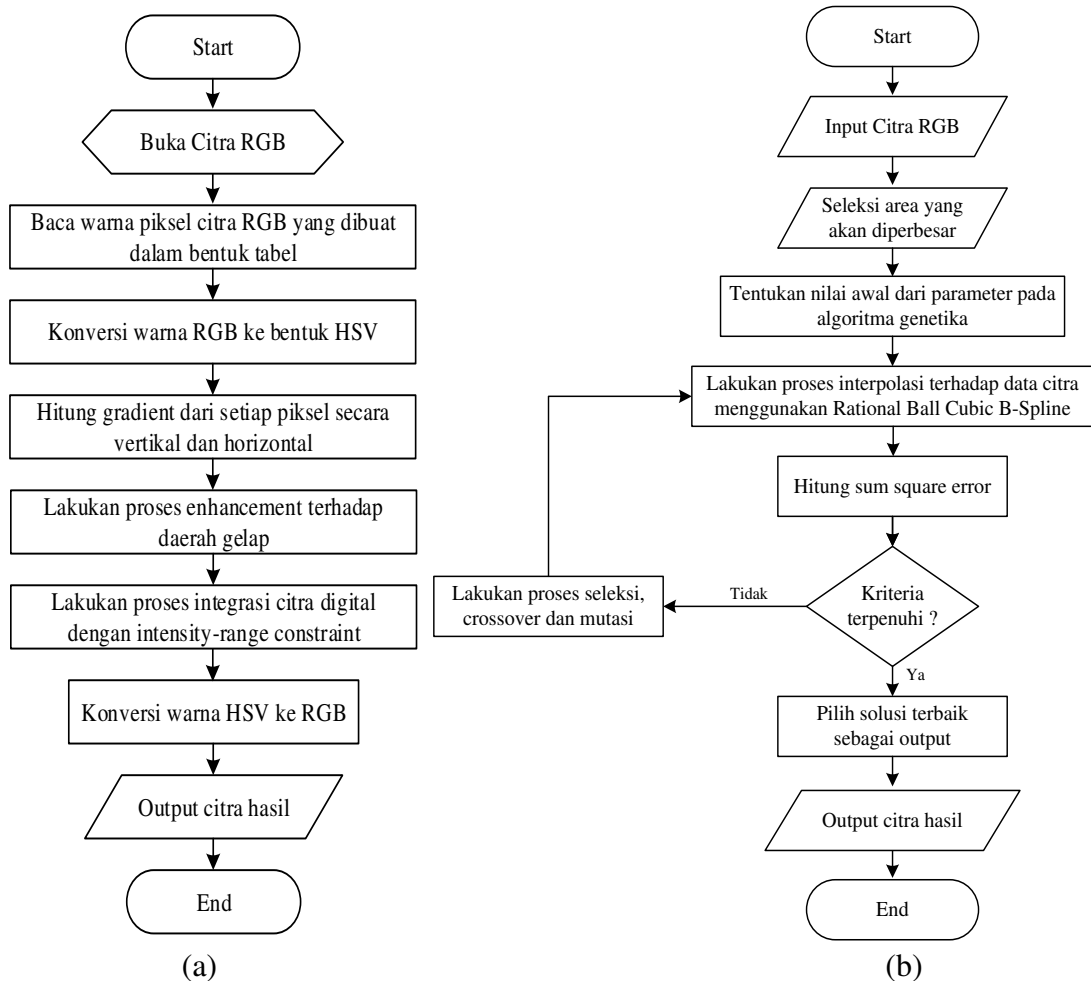 Start
Buka Citra RGB
Baca warna piksel citra RGB yang dibuat
dalam bentuk tabel
Konversi warna RGB ke bentuk HSV
Hitung gradient dari setiap piksel secara
vertikal dan horizontal
Lakukan proses enhancement terhadap
daerah gelap
Lakukan proses integrasi citra digital
dengan intensity-range constraint
Konversi warna HSV ke RGB
Output citra hasil
End
(a)
Start
Input Citra RGB
Seleksi area yang
akan diperbesar
Tentukan nilai awal dari parameter pada
algoritma genetika
Lakukan proses interpolasi terhadap data citra
menggunakan Rational Ball Cubic B-Spline
Hitung sum square error
Kriteria
terpenuhi ?
Tidak
Lakukan proses seleksi,
crossover dan mutasi
Ya
Pilih solusi terbaik
sebagai output
Output citra hasil
End
(b)